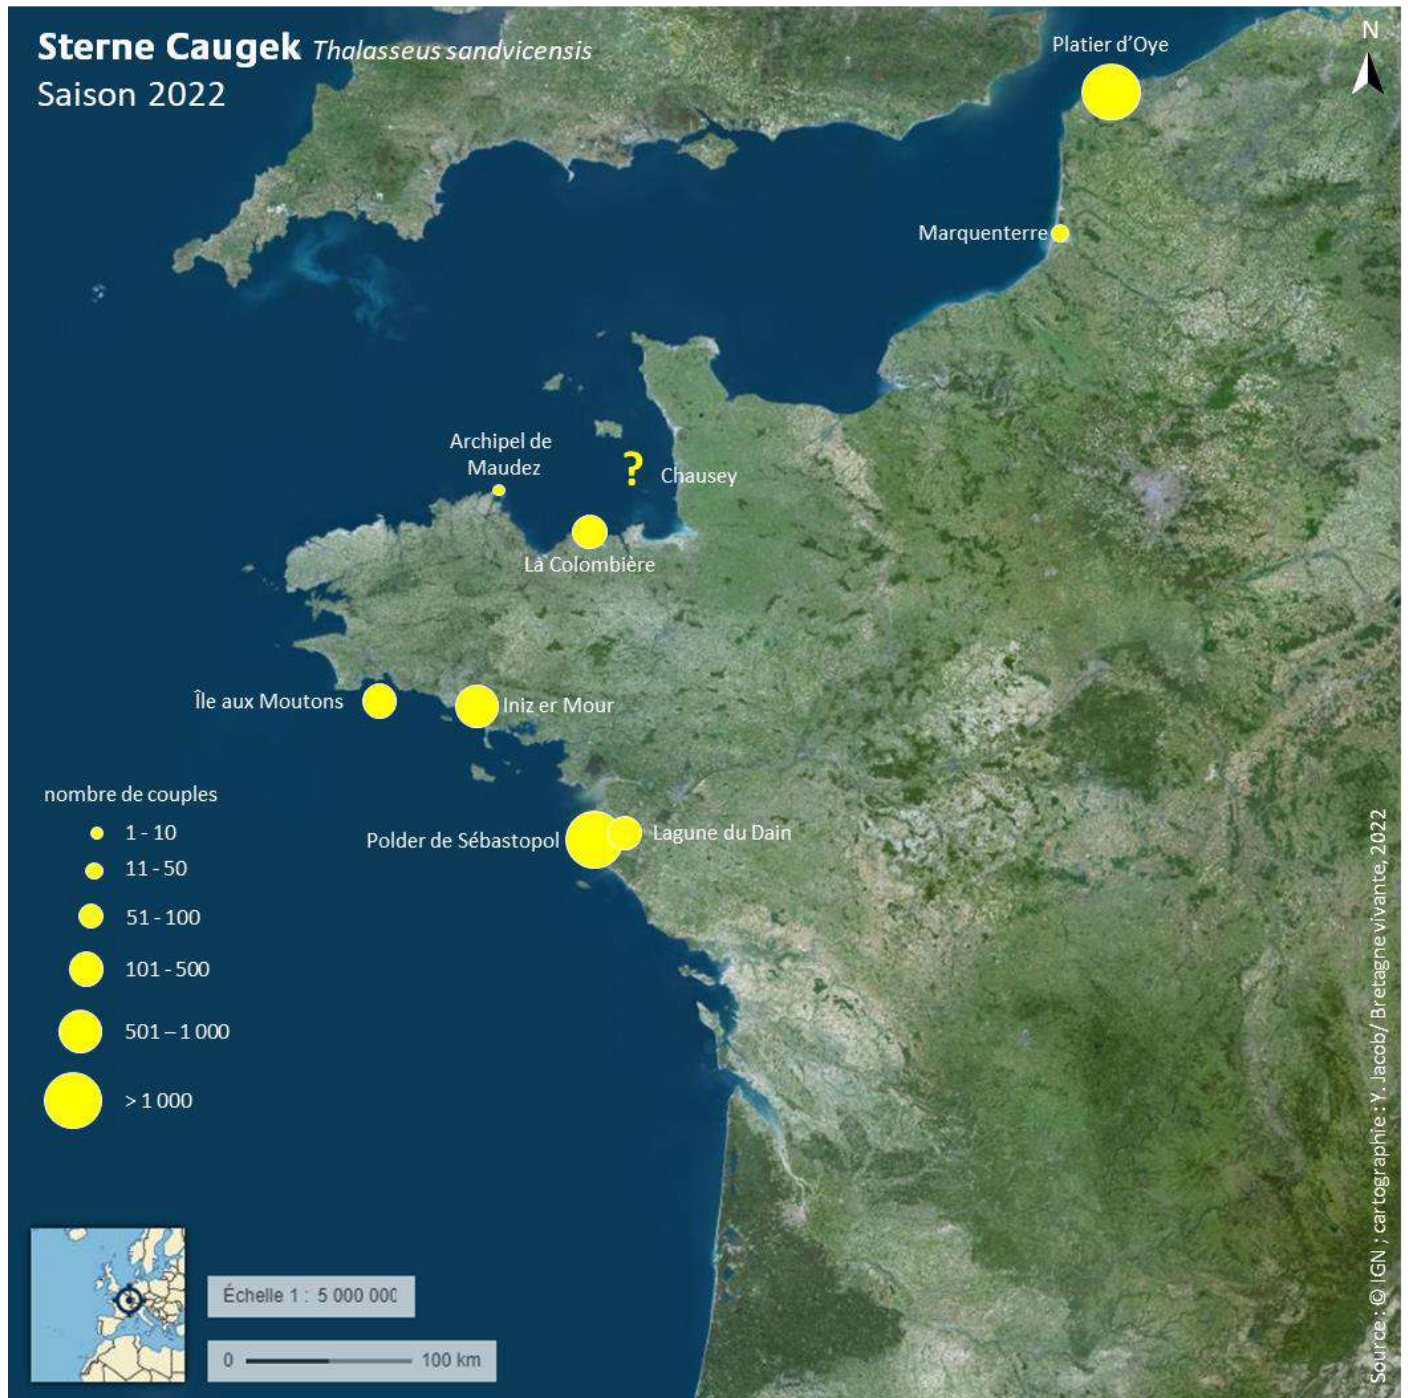 Sterne Caugek Thalasseus sandvicensis
Saison 2022
Platier d'Oye
N
Marquenterre
Archipel de
Maudez
?
Chausey
La Colombière
Île aux Moutons
Iniz er Mour
Polder de Sébastopol
Lagune du Dain
nombre de couples
1 - 10
11 - 50
51 - 100
101 - 500
501 – 1 000
> 1 000
Échelle 1 : 5 000 000
0
100 km
Source : © IGN ; cartographie : Y. Jacob/ Bretagne vivante, 2022